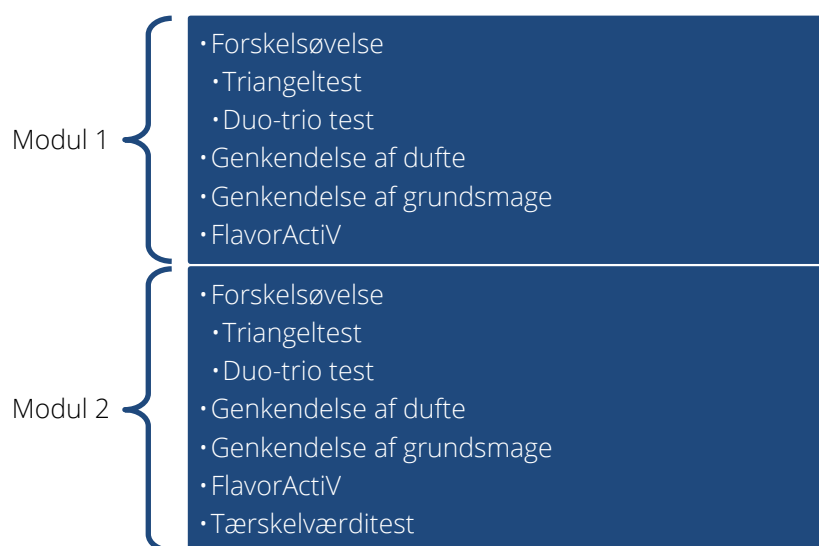 Modul 1
• Forskelsøvelse
• Triangeltest
• Duo-trio test
• Genkendelse af dufte
• Genkendelse af grundsmage
• FlavorActiV
Modul 2
• Forskelsøvelse
• Triangeltest
• Duo-trio test
• Genkendelse af dufte
• Genkendelse af grundsmage
• FlavorActiV
• Tærskelværditest